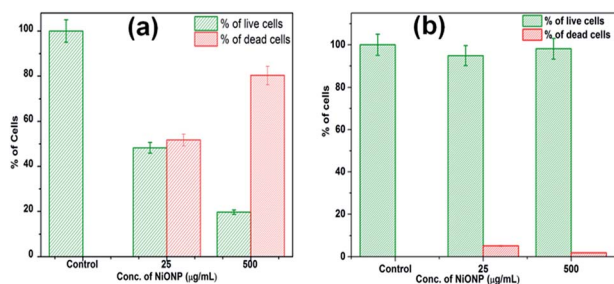 (a)
% of live cells
% of dead cells
100
80
60
40
20
0
% of Cells
Control
25
500
Conc. of NiONP (µg/mL)
(b)
% of live cells
% of dead cells
100
80
60
40
20
0
% of cells
Control
25
500
Conc. of NiONP (µg/mL)